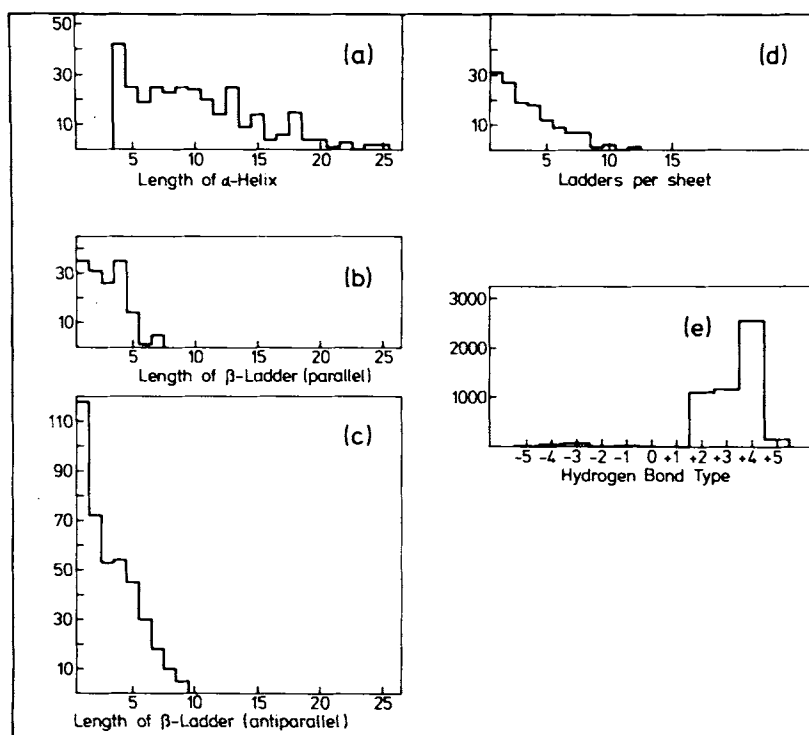 50
(a)
30
10
5 10 15 20 25
Length of α-Helix
(b)
30
10
5 10 15 20 25
Length of β-Ladder (parallel)
110
(c)
90
70
50
30
10
5 10 15 20 25
Length of β-Ladder (antiparallel)
(d)
30
10
5 10 15
Ladders per sheet
3000
(e)
2000
1000
-5 -4 -3 -2 -1 0 +1 +2 +3 +4 +5
Hydrogen Bond Type